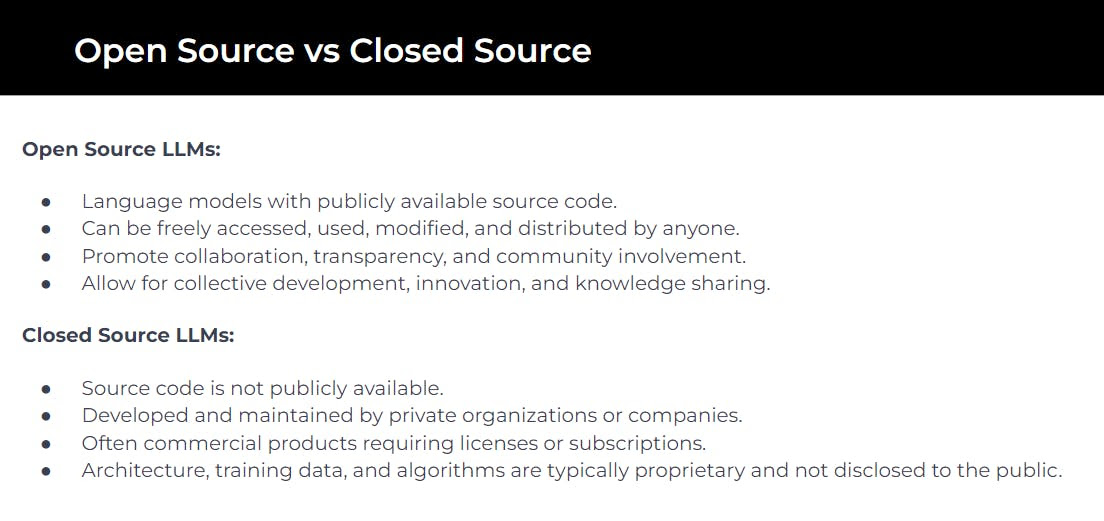 Open Source vs Closed Source
Open Source LLMs:
● Language models with publicly available source code.
● Can be freely accessed, used, modified, and distributed by anyone.
● Promote collaboration, transparency, and community involvement.
● Allow for collective development, innovation, and knowledge sharing.
Closed Source LLMs:
● Source code is not publicly available.
● Developed and maintained by private organizations or companies.
● Often commercial products requiring licenses or subscriptions.
● Architecture, training data, and algorithms are typically proprietary and not disclosed to the public.